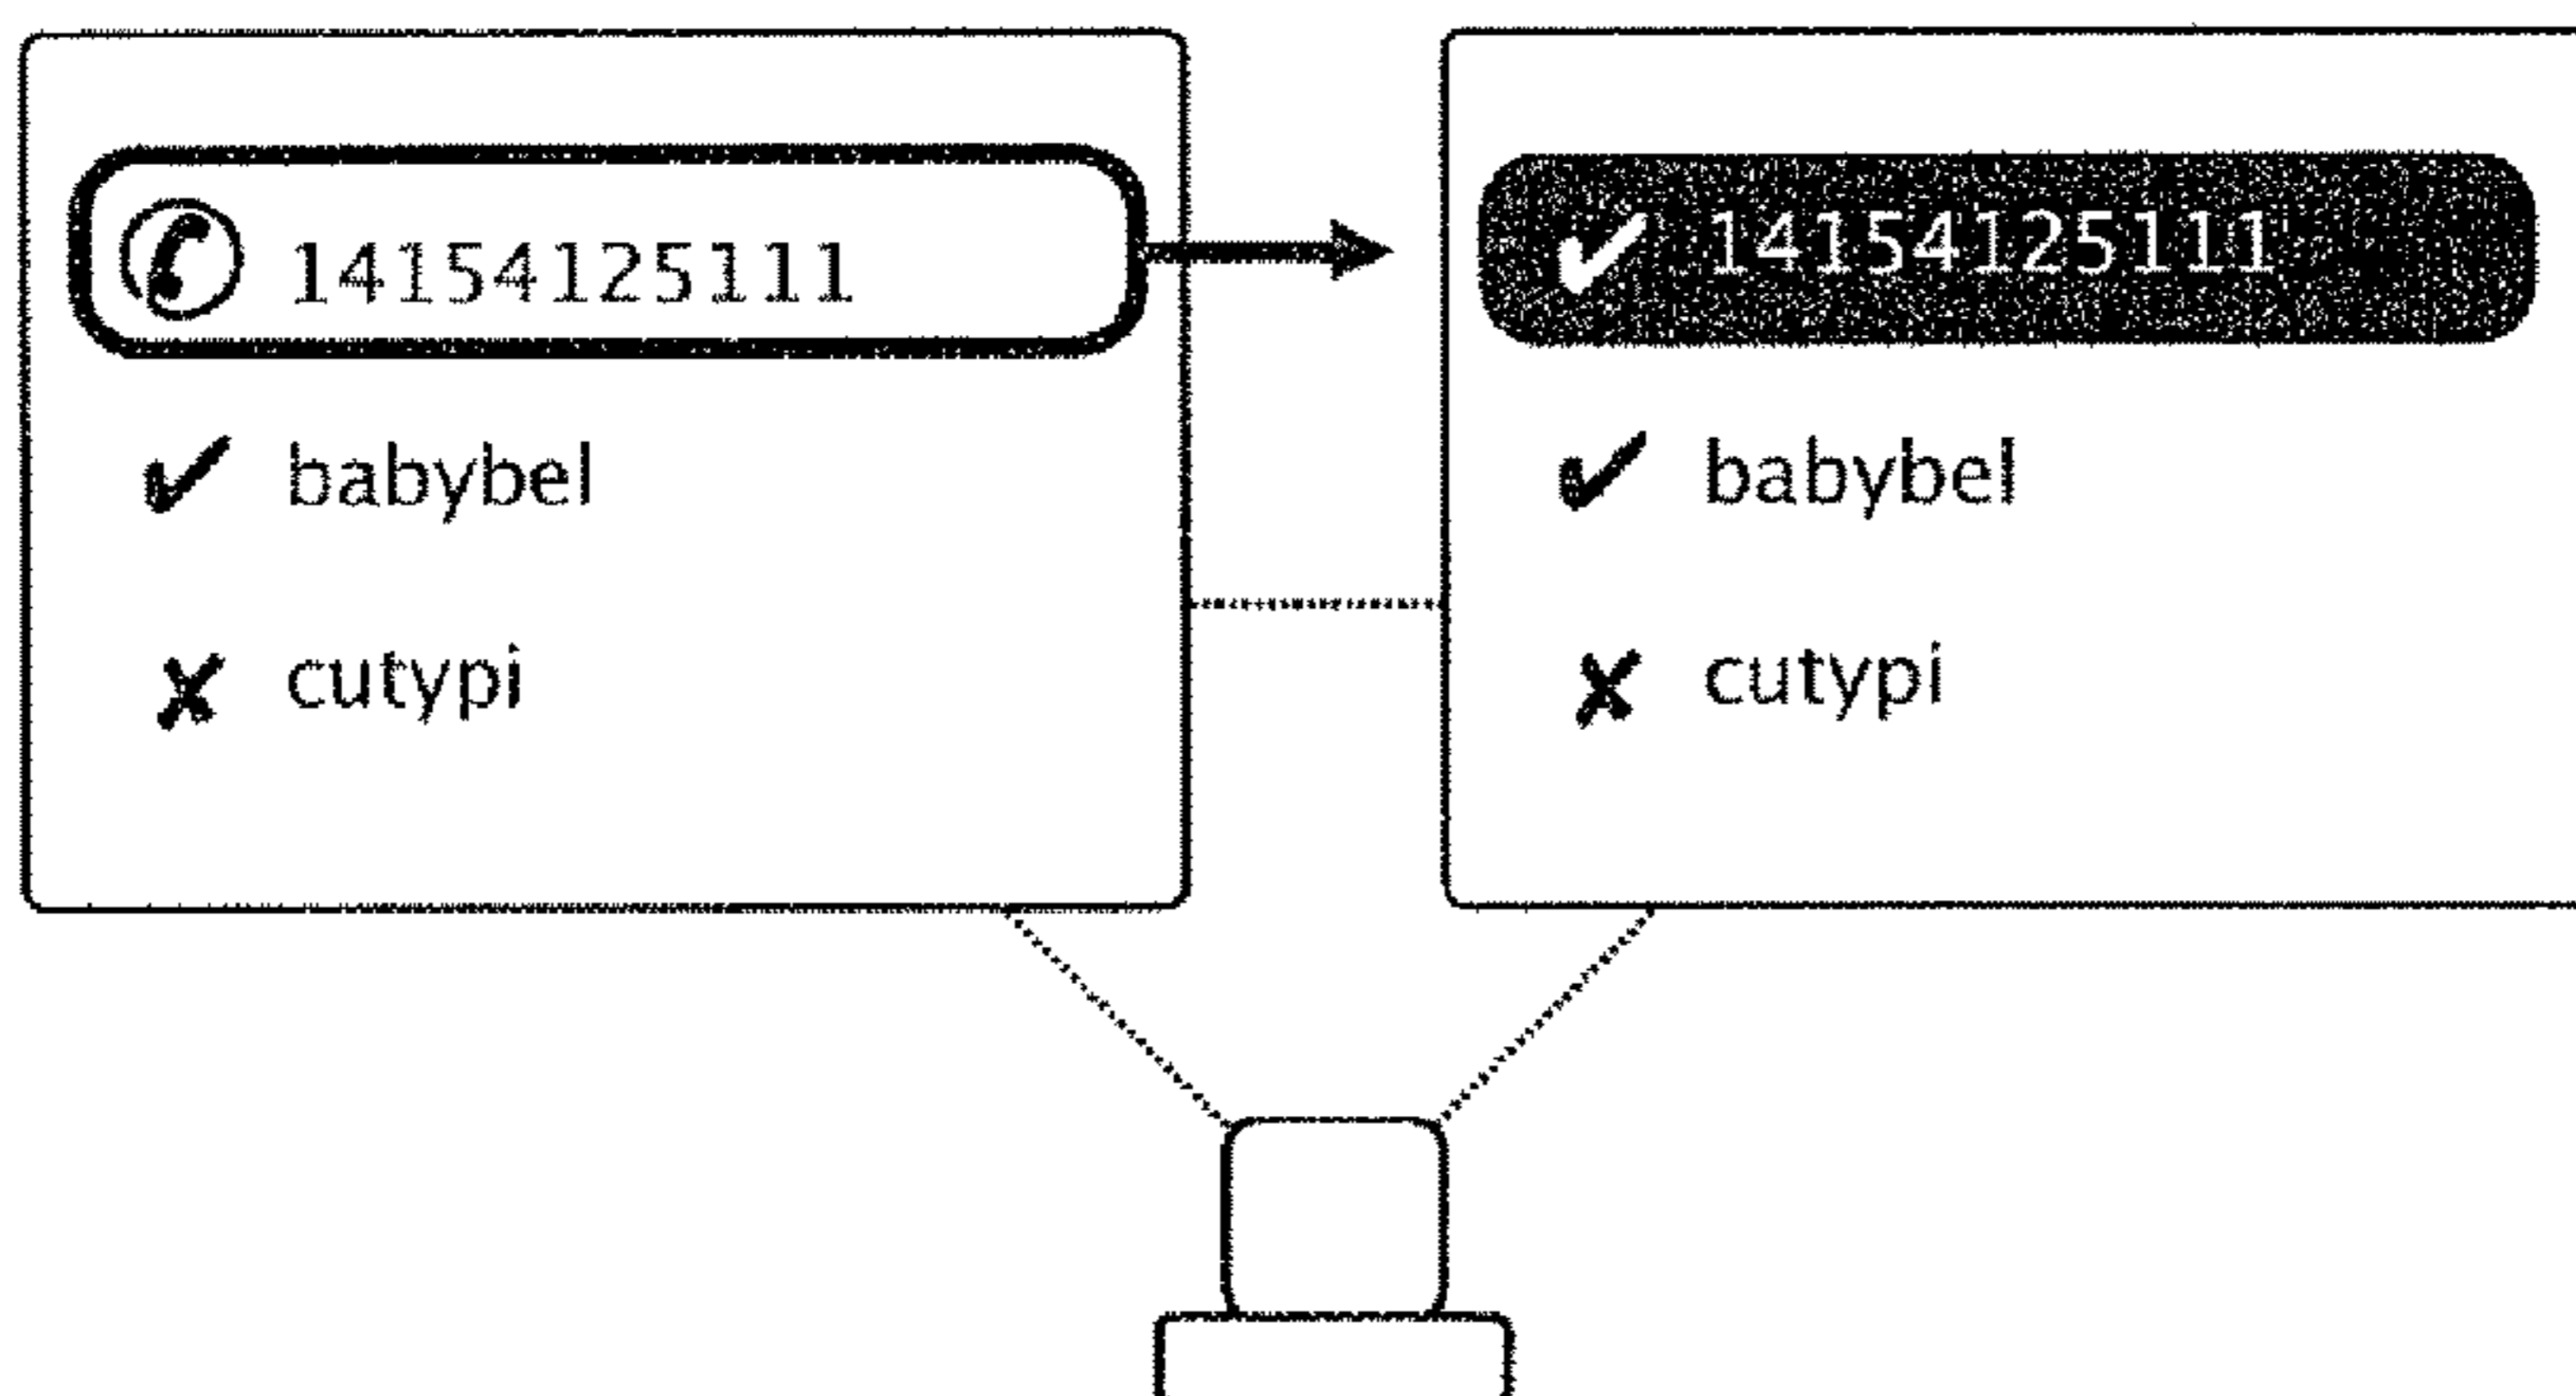 ✆ 14154125111
✔ babybel
✘ cutypi
✔ 14154125111
✔ babybel
✘ cutypi